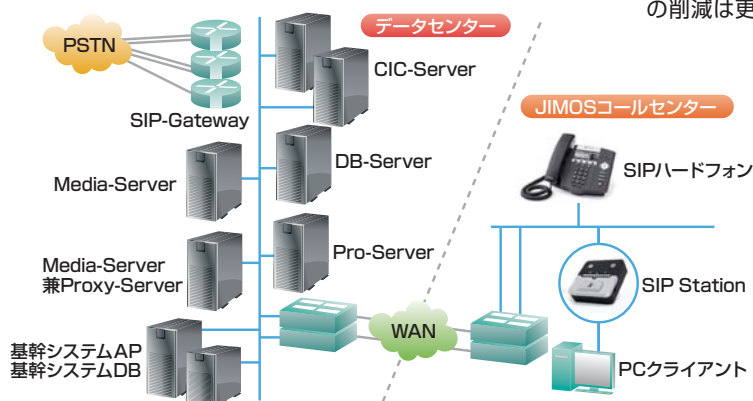 の削減は更
データセンター
PSTN
CIC-Server
SIP-Gateway
JIMOSコールセンター
DB-Server
SIPハードフォン
Media-Server
Pro-Server
Media-Server
兼Proxy-Server
SIP Station
WAN
基幹システムAP
基幹システムDB
PCクライアント